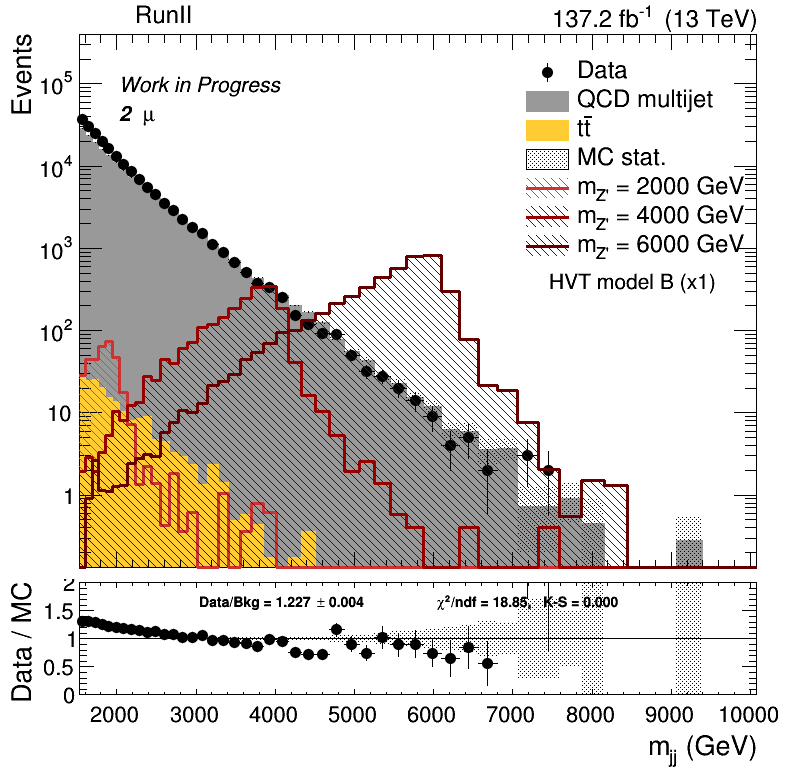 RunII 137.2 fb⁻¹ (13 TeV)
Events
10⁵
10⁴
10³
10²
10
1
Work in Progress
2 μ
Data
QCD multijet
tt̄
MC stat.
m_Z' = 2000 GeV
m_Z' = 4000 GeV
m_Z' = 6000 GeV
HVT model B (x1)
Data / MC
2
1.5
1
0.5
0
Data/Bkg = 1.227 ± 0.004 χ²/ndf = 18.85, K-S = 0.000
2000 3000 4000 5000 6000 7000 8000 9000 10000
m_jj (GeV)